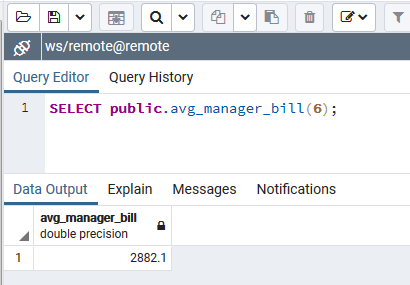 ws/remote@remote
Query Editor Query History
1 SELECT public.avg_manager_bill(6);
Data Output Explain Messages Notifications
avg_manager_bill
double precision
1 2882.1